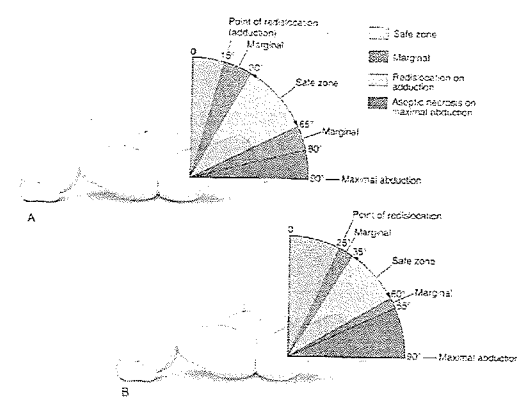 Point of redislocation
(adduction)
Marginal
0
15°
30°
Safe zone
65°
Marginal
80°
90° Maximal abduction
A
Safe zone
Marginal
Redislocation on
adduction
Aseptic necrosis on
maximal abduction
Point of redislocation
Marginal
0
25°
35°
Safe zone
60°
Marginal
65°
90° Maximal abduction
B